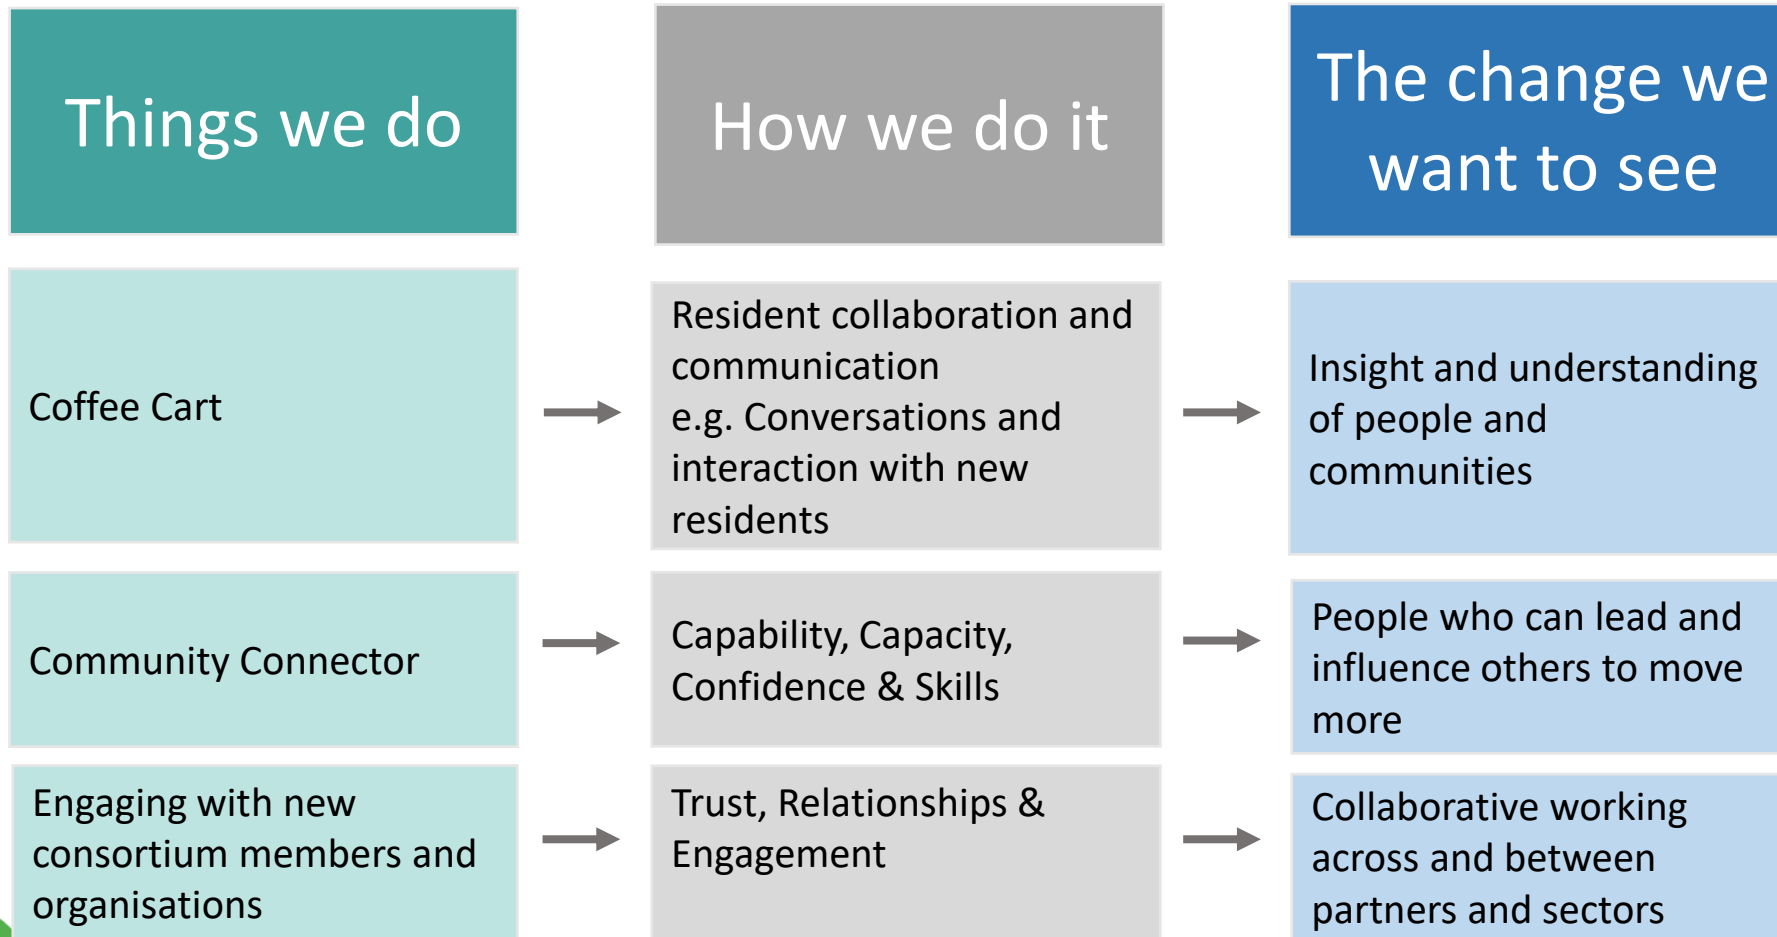 Things we do
How we do it
The change we
want to see
Coffee Cart
Resident collaboration and
communication
e.g. Conversations and
interaction with new
residents
Insight and understanding
of people and
communities
Community Connector
Capability, Capacity,
Confidence & Skills
People who can lead and
influence others to move
more
Engaging with new
consortium members and
organisations
Trust, Relationships &
Engagement
Collaborative working
across and between
partners and sectors